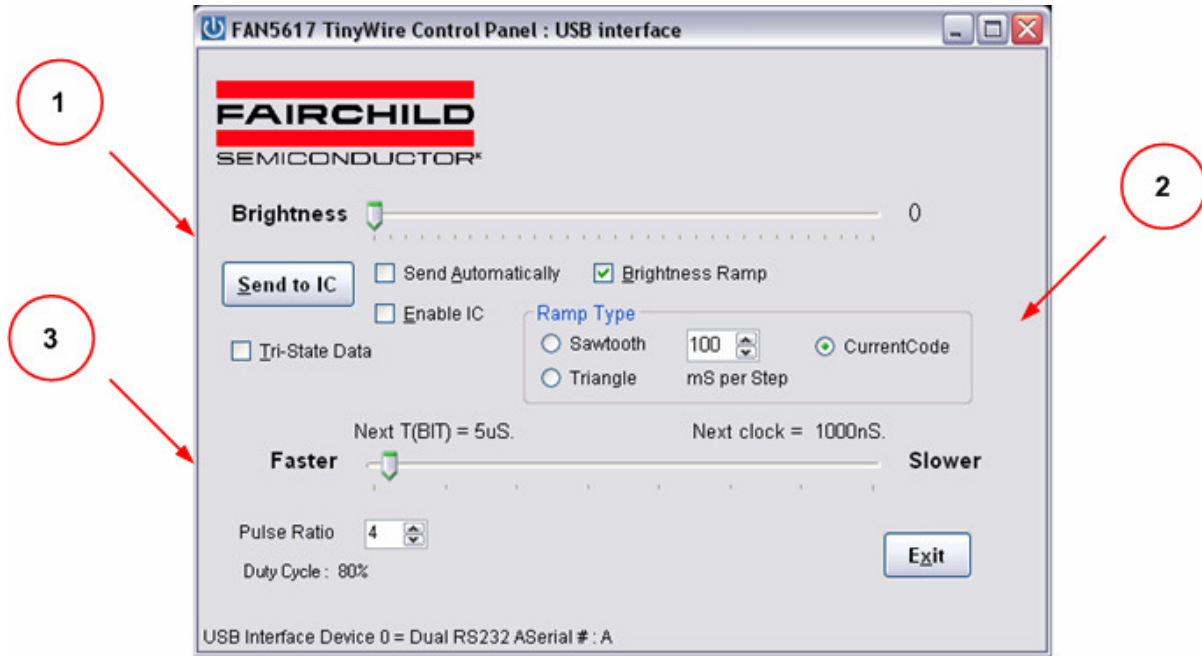 FAN5617 TinyWire Control Panel : USB interface
1
FAIRCHILD
SEMICONDUCTOR
2
Brightness 0
Send to IC
Send Automatically
Brightness Ramp
Enable IC
Ramp Type
3
Tri-State Data
Sawtooth
100
CurrentCode
Triangle
mS per Step
Next T(BIT) = 5uS.
Next clock = 1000nS.
Faster
Slower
Pulse Ratio
4
Exit
Duty Cycle : 80%
USB Interface Device 0 = Dual RS232 ASerial # : A